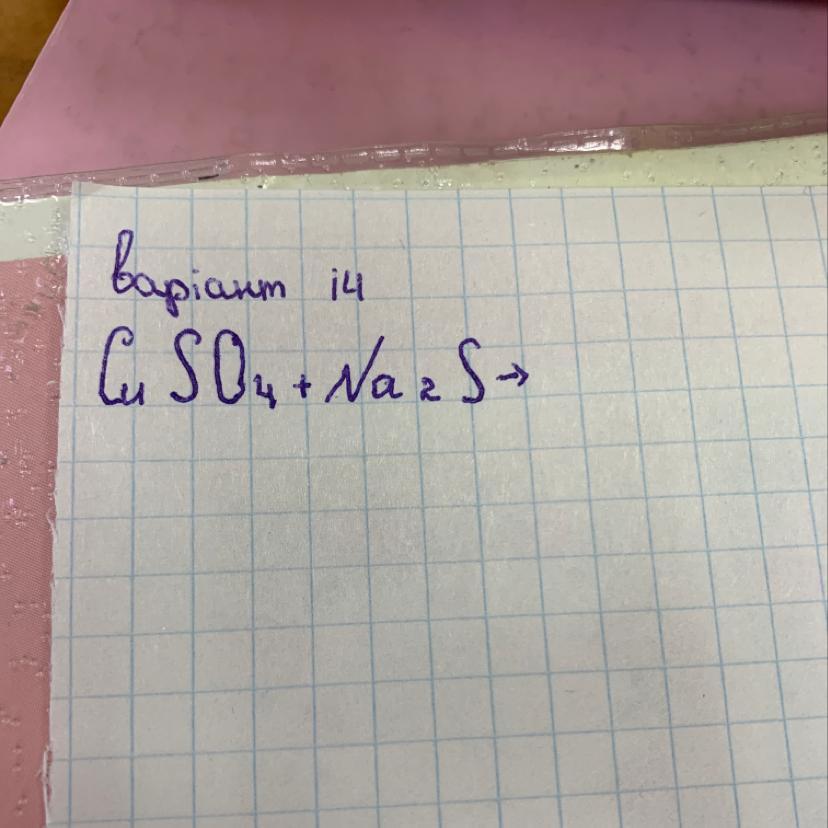 варіант 14
CuSO₄ + Na₂S →